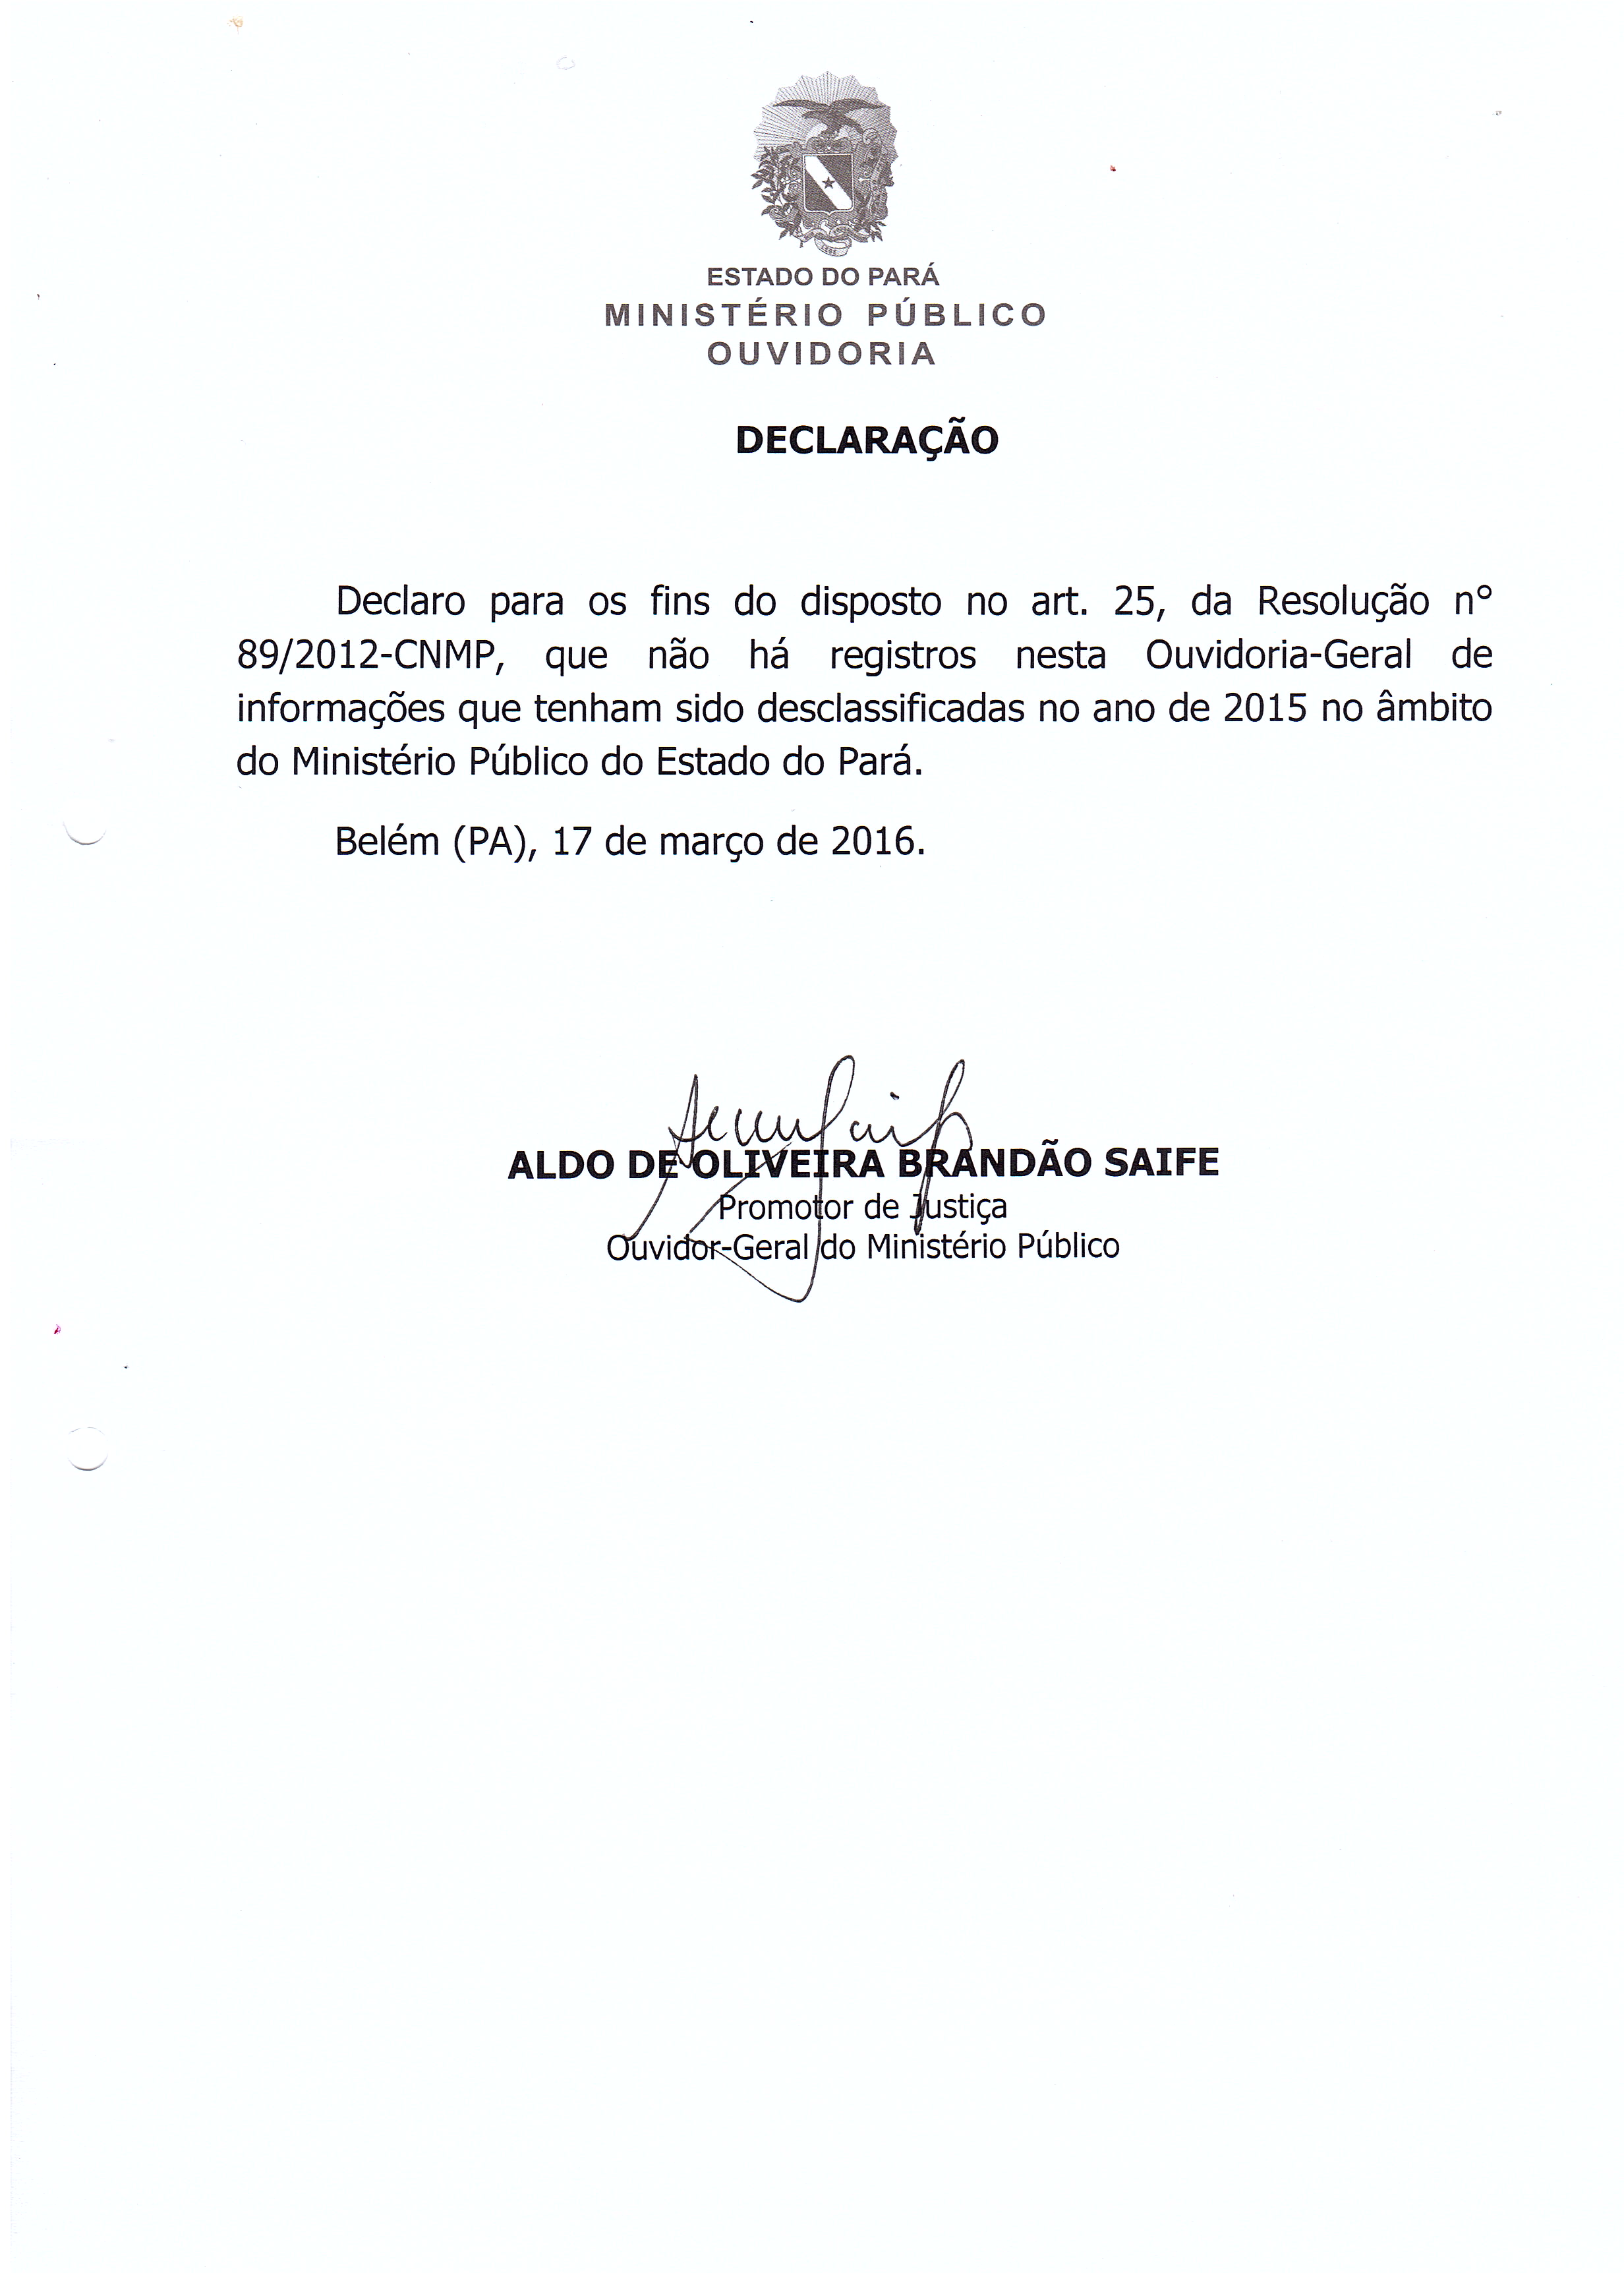 ESTADO DO PARÁ
MINISTÉRIO PÚBLICO
OUVIDORIA
DECLARAÇÃO
Declaro para os fins do disposto no art. 25, da Resolução n°
89/2012-CNMP, que não há registros nesta Ouvidoria-Geral de
informações que tenham sido desclassificadas no ano de 2015 no âmbito
do Ministério Público do Estado do Pará.
Belém (PA), 17 de março de 2016.
ALDO DE OLIVEIRA BRANDÃO SAIFE
Promotor de Justiça
Ouvidor-Geral do Ministério Público